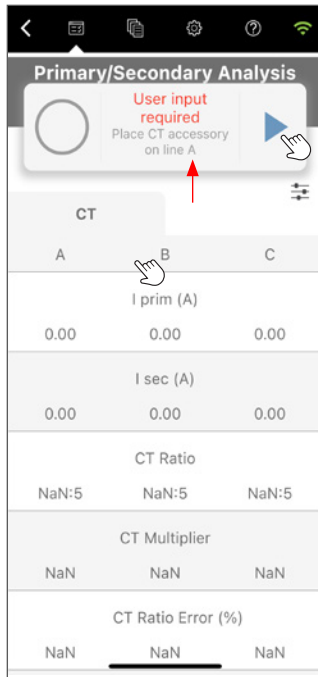 Primary/Secondary Analysis
User input
required
Place CT accessory
on line A
CT
A B C
I prim (A)
0.00 0.00 0.00
I sec (A)
0.00 0.00 0.00
CT Ratio
NaN:5 NaN:5 NaN:5
CT Multiplier
NaN NaN NaN
CT Ratio Error (%)
NaN NaN NaN